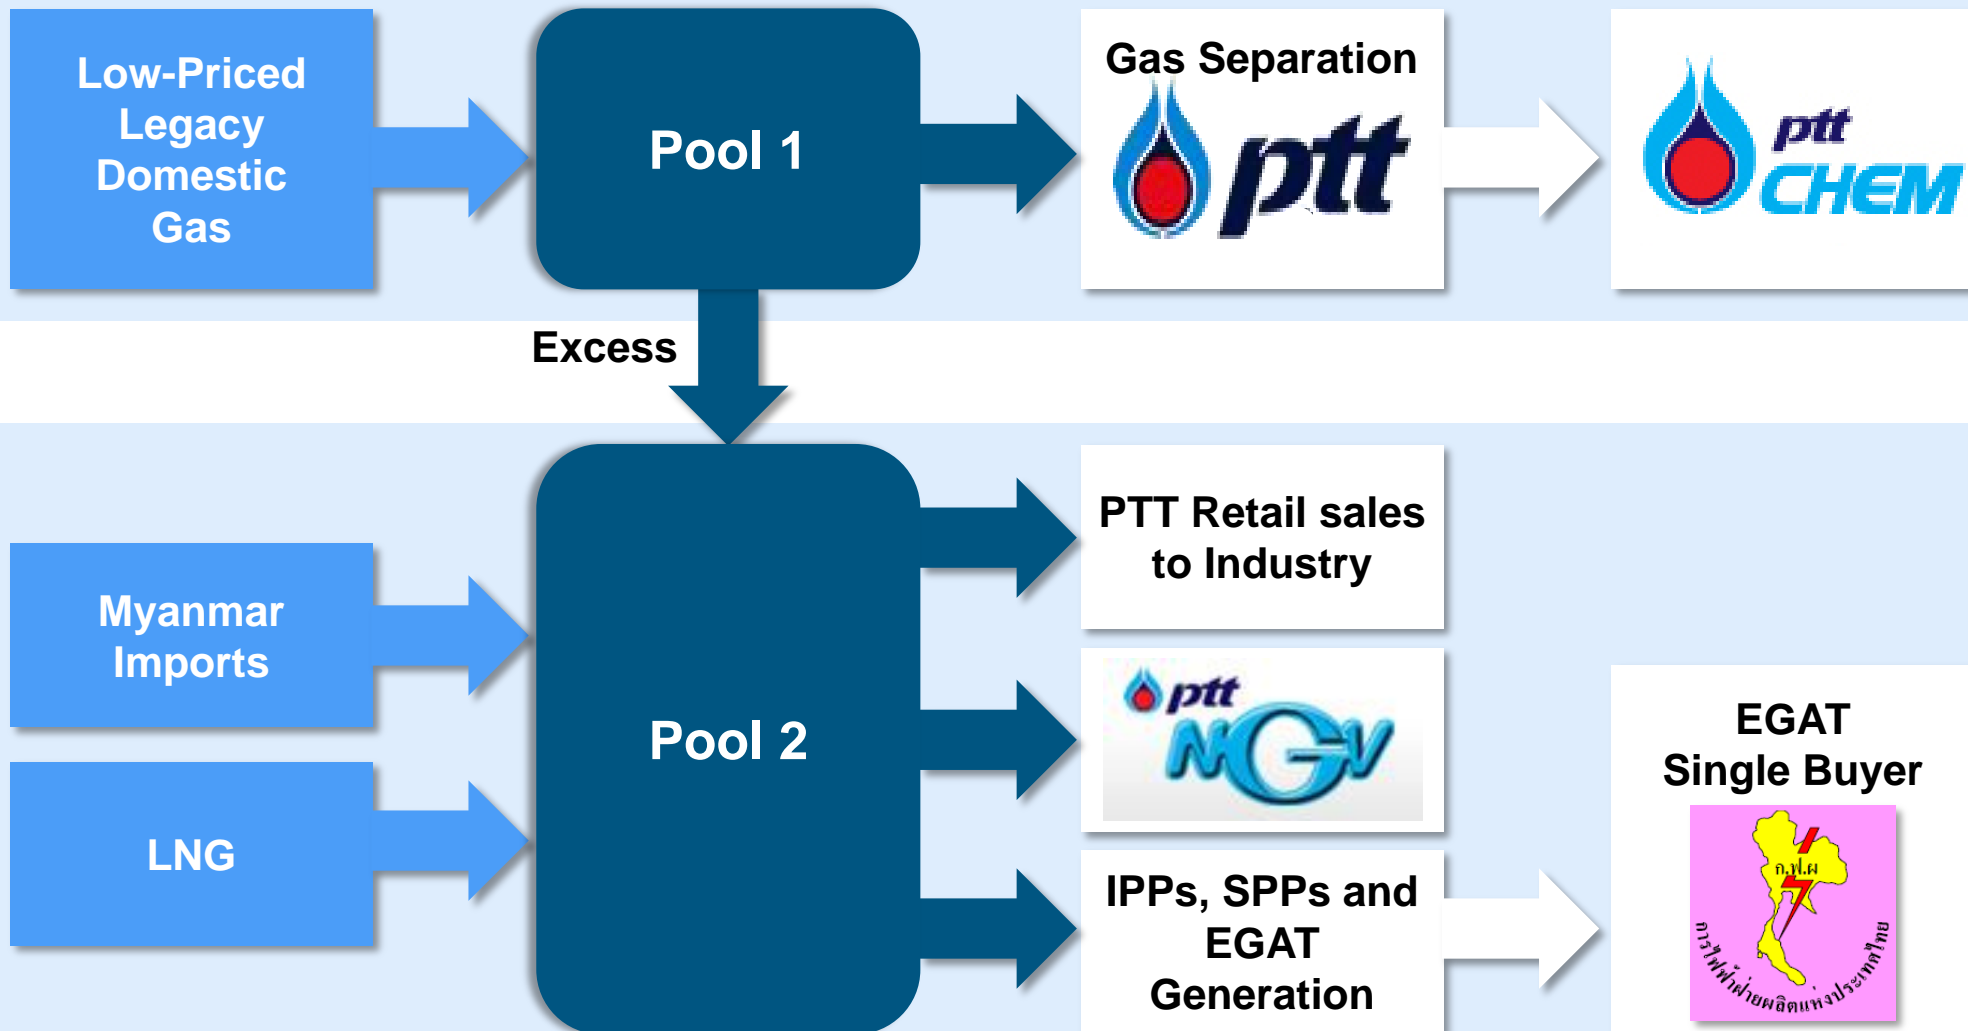 Low-Priced
Legacy
Domestic
Gas
Pool 1
Gas Separation
ptt
ptt
CHEM
Excess
Myanmar
Imports
LNG
Pool 2
PTT Retail sales
to Industry
ptt
NGV
IPPs, SPPs and
EGAT
Generation
EGAT
Single Buyer
ก.ฟ.ผ
การไฟฟ้าฝ่ายผลิตแห่งประเทศไทย